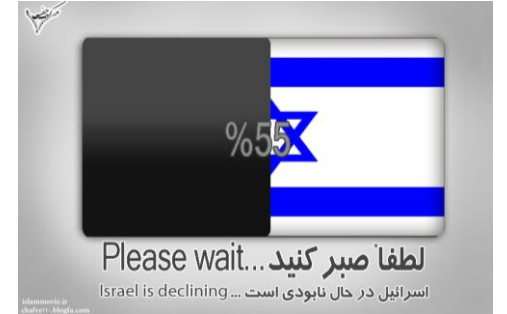 %55
Please wait... لطفاً صبر کنید
Israel is declining ... اسرائیل در حال نابودی است
islammovie.ir